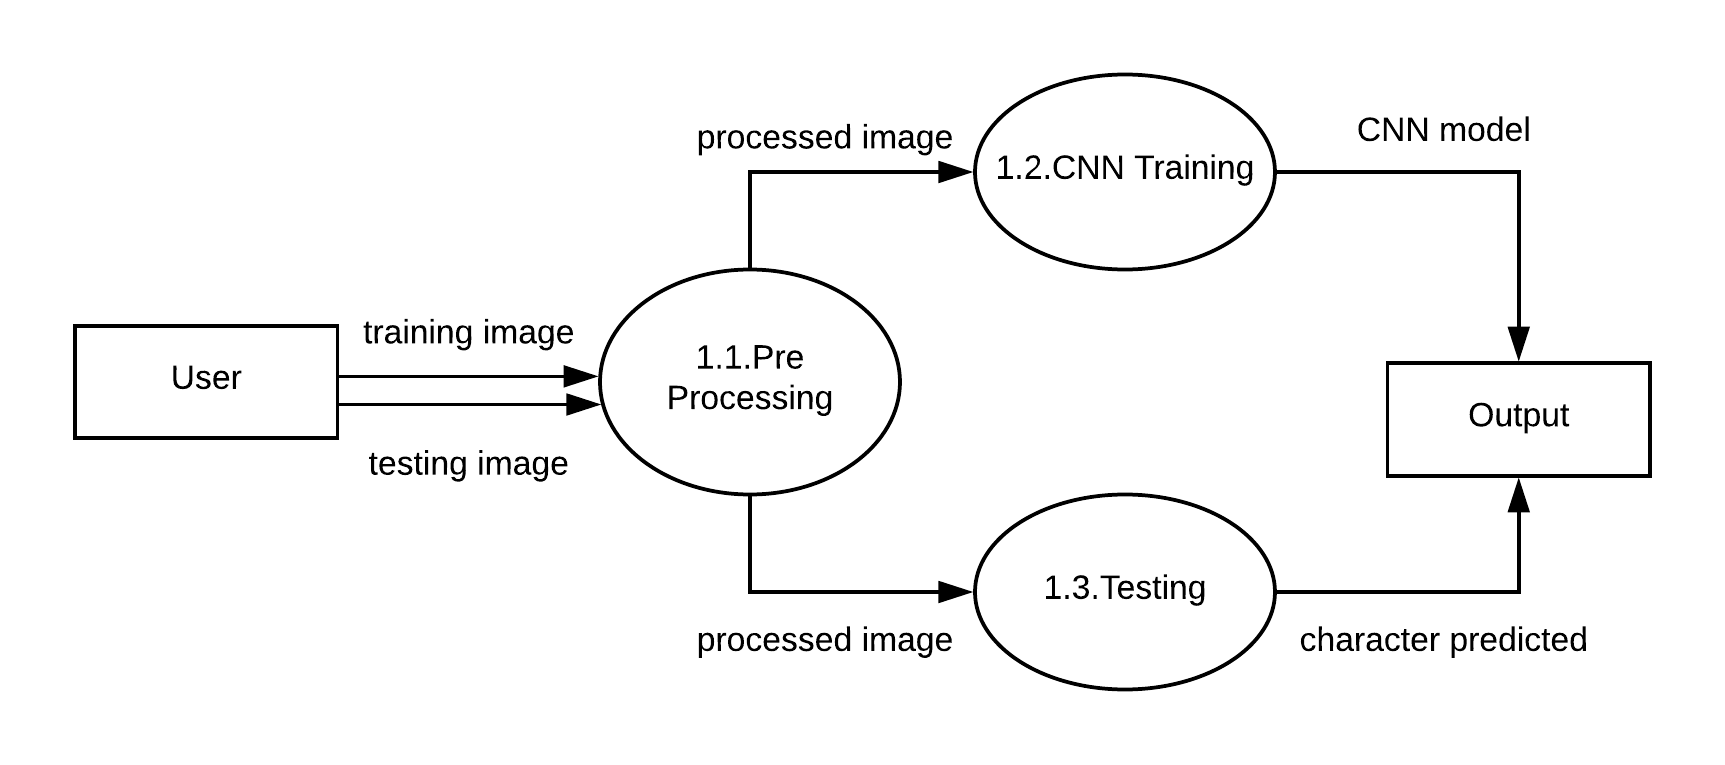 User
training image
testing image
1.1.Pre
Processing
processed image
1.2.CNN Training
CNN model
processed image
1.3.Testing
character predicted
Output